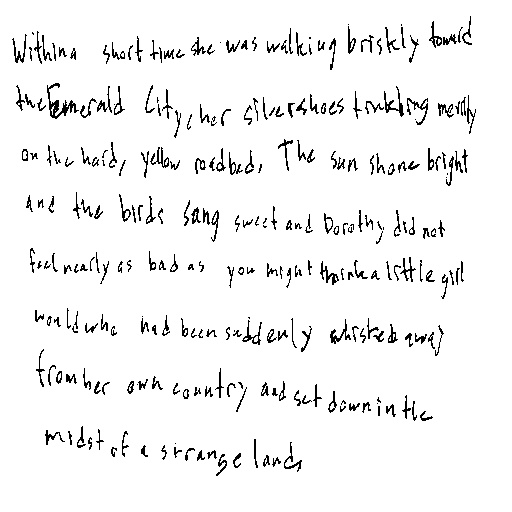 Within a short time she was walking briskly toward
the Emerald City, her silver shoes tinkling merrily
on the hard, yellow roadbed. The sun shone bright
and the birds sang sweet and Dorothy did not
feel nearly as bad as you might think a little girl
would who had been suddenly whisked away
from her own country and set down in the
midst of a strange land.